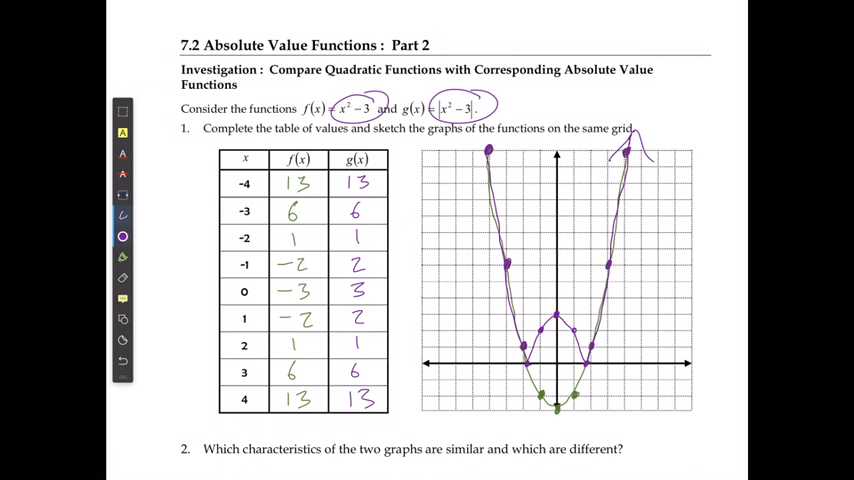 7.2 Absolute Value Functions : Part 2
Investigation : Compare Quadratic Functions with Corresponding Absolute Value
Functions
Consider the functions f(x) = x² − 3 and g(x) = |x² − 3|.
1. Complete the table of values and sketch the graphs of the functions on the same grid.
x f(x) g(x)
-4 13 13
-3 6 6
-2 1 1
-1 -2 2
0 -3 3
1 -2 2
2 1 1
3 6 6
4 13 13
2. Which characteristics of the two graphs are similar and which are different?